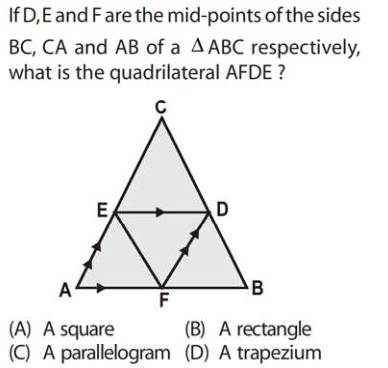 If D, E and F are the mid-points of the sides
BC, CA and AB of a Δ ABC respectively,
what is the quadrilateral AFDE ?
C
E D
A F B
(A) A square (B) A rectangle
(C) A parallelogram (D) A trapezium